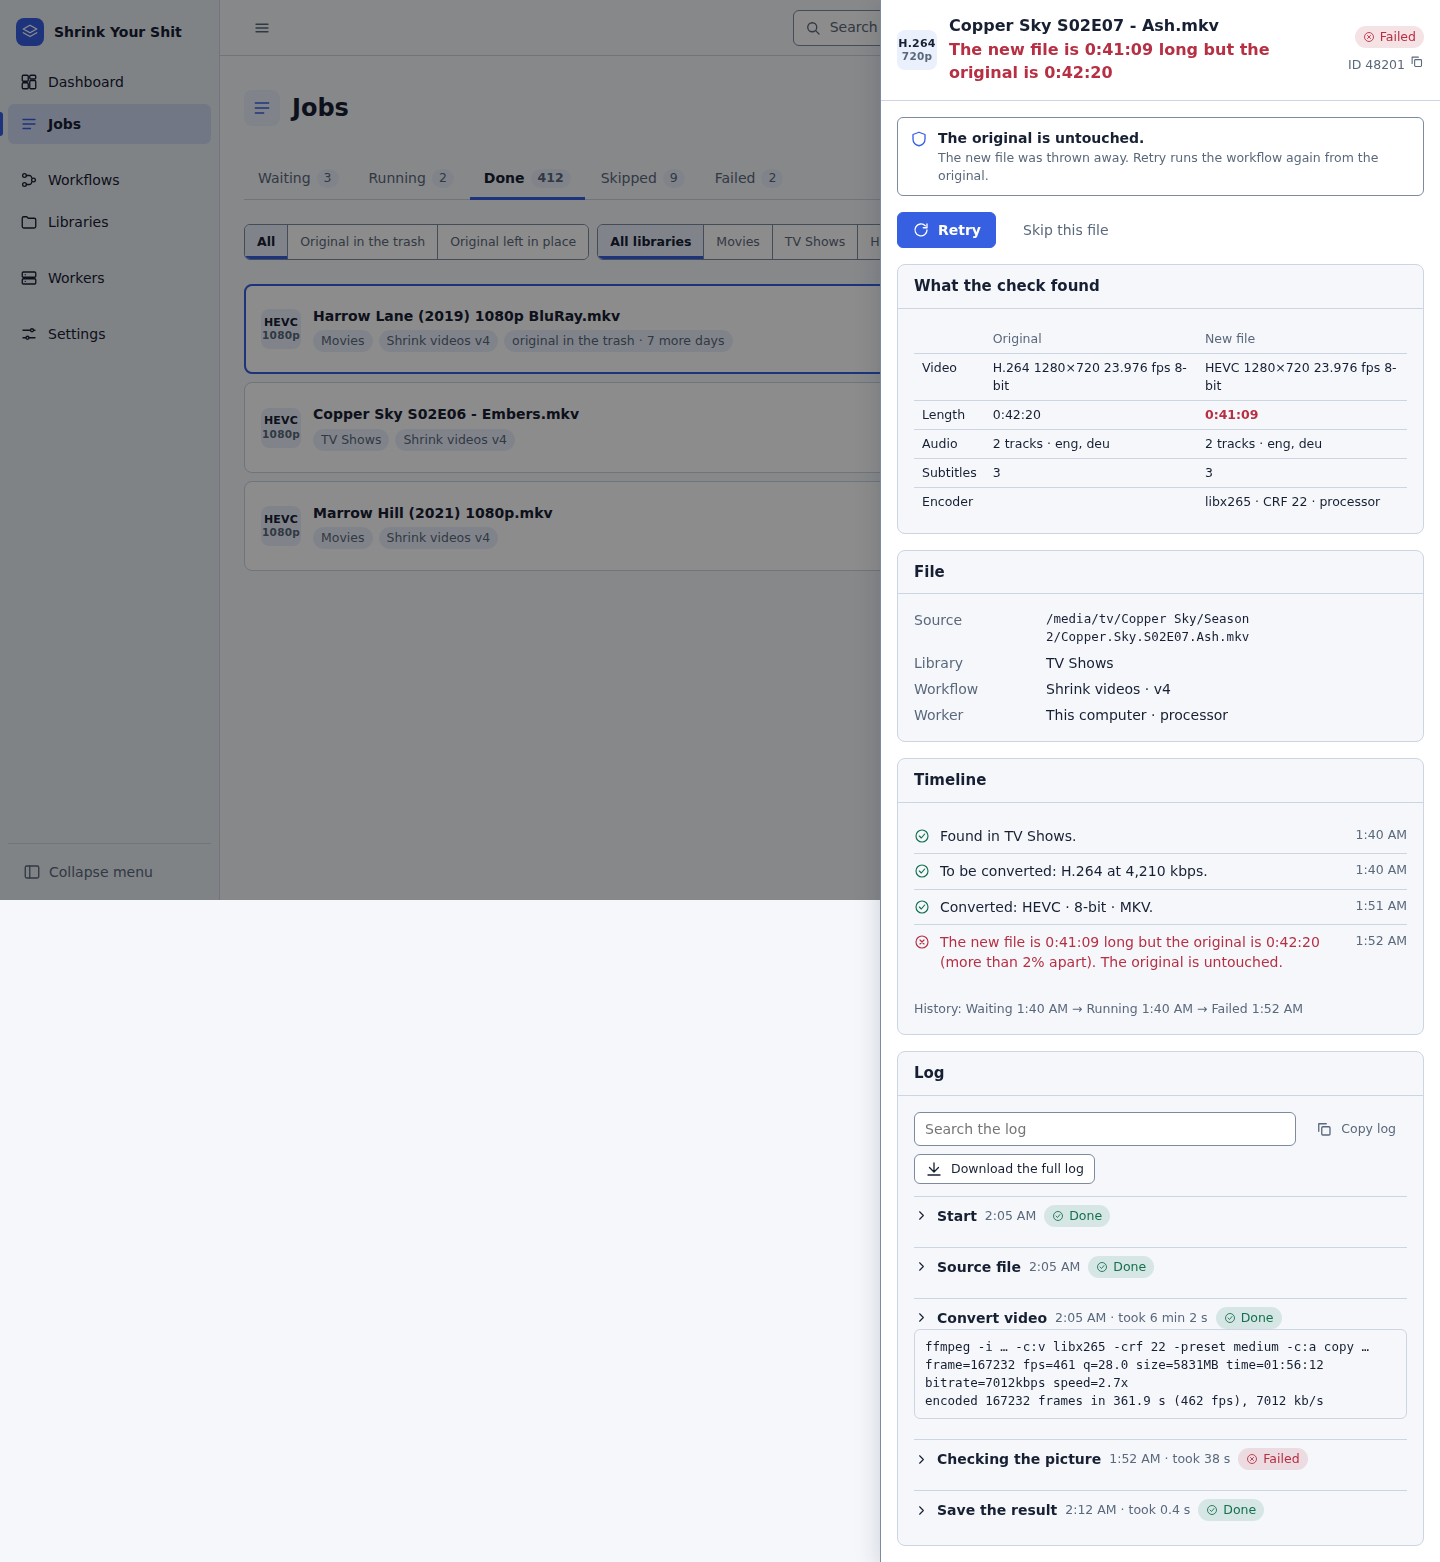 Shrink Your Shit
Dashboard
Jobs
Workflows
Libraries
Workers
Settings
Collapse menu
Search
Jobs
Waiting 3
Running 2
Done 412
Skipped 9
Failed 2
All
Original in the trash
Original left in place
All libraries
Movies
TV Shows
H
HEVC
1080p
Harrow Lane (2019) 1080p BluRay.mkv
Movies
Shrink videos v4
original in the trash · 7 more days
HEVC
1080p
Copper Sky S02E06 - Embers.mkv
TV Shows
Shrink videos v4
HEVC
1080p
Marrow Hill (2021) 1080p.mkv
Movies
Shrink videos v4
H.264
720p
Copper Sky S02E07 - Ash.mkv
The new file is 0:41:09 long but the
original is 0:42:20
Failed
ID 48201
The original is untouched.
The new file was thrown away. Retry runs the workflow again from the
original.
Retry
Skip this file
What the check found
Original New file
Video H.264 1280×720 23.976 fps 8-bit HEVC 1280×720 23.976 fps 8-bit
Length 0:42:20 0:41:09
Audio 2 tracks · eng, deu 2 tracks · eng, deu
Subtitles 3 3
Encoder libx265 · CRF 22 · processor
File
Source /media/tv/Copper Sky/Season
2/Copper.Sky.S02E07.Ash.mkv
Library TV Shows
Workflow Shrink videos · v4
Worker This computer · processor
Timeline
Found in TV Shows. 1:40 AM
To be converted: H.264 at 4,210 kbps. 1:40 AM
Converted: HEVC · 8-bit · MKV. 1:51 AM
The new file is 0:41:09 long but the original is 0:42:20 1:52 AM
(more than 2% apart). The original is untouched.
History: Waiting 1:40 AM → Running 1:40 AM → Failed 1:52 AM
Log
Search the log
Copy log
Download the full log
Start 2:05 AM Done
Source file 2:05 AM Done
Convert video 2:05 AM · took 6 min 2 s Done
ffmpeg -i … -c:v libx265 -crf 22 -preset medium -c:a copy …
frame=167232 fps=461 q=28.0 size=5831MB time=01:56:12
bitrate=7012kbps speed=2.7x
encoded 167232 frames in 361.9 s (462 fps), 7012 kb/s
Checking the picture 1:52 AM · took 38 s Failed
Save the result 2:12 AM · took 0.4 s Done